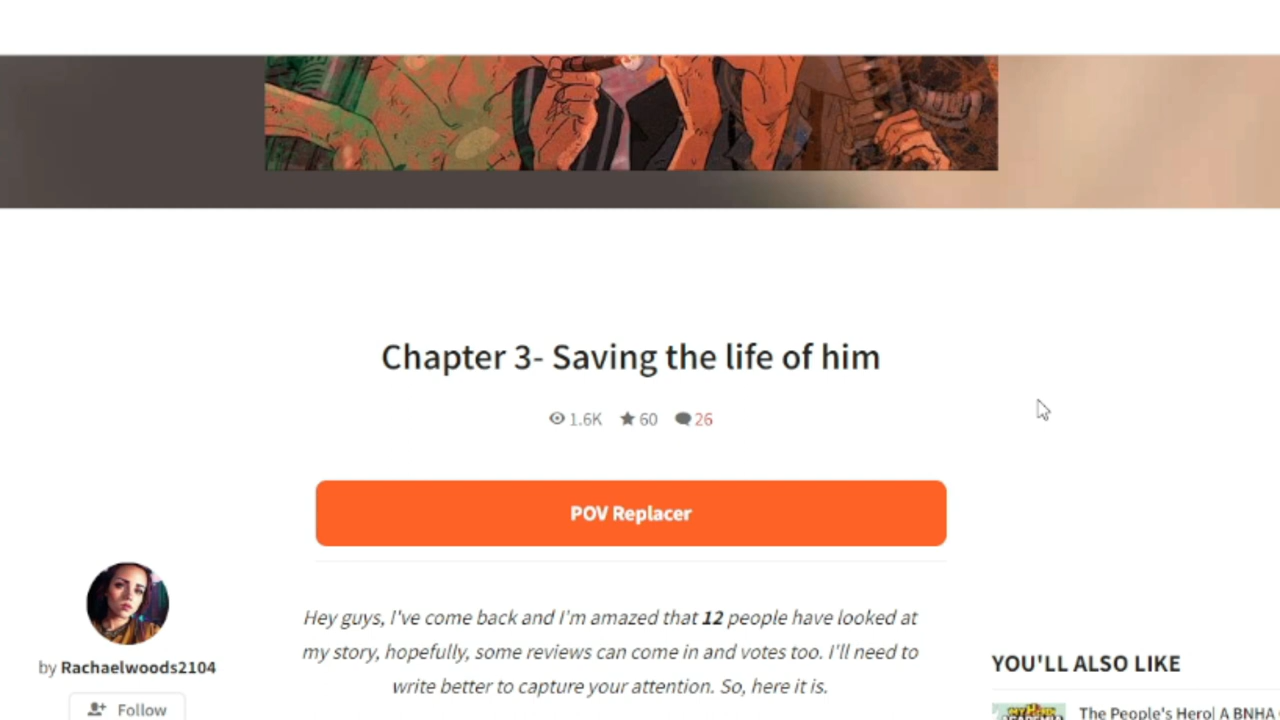 Chapter 3- Saving the life of him
1.6K 60 26
POV Replacer
Hey guys, I've come back and I'm amazed that 12 people have looked at
my story, hopefully, some reviews can come in and votes too. I'll need to
write better to capture your attention. So, here it is.
by Rachaelwoods2104
Follow
YOU'LL ALSO LIKE
The People's Hero| A BNHA